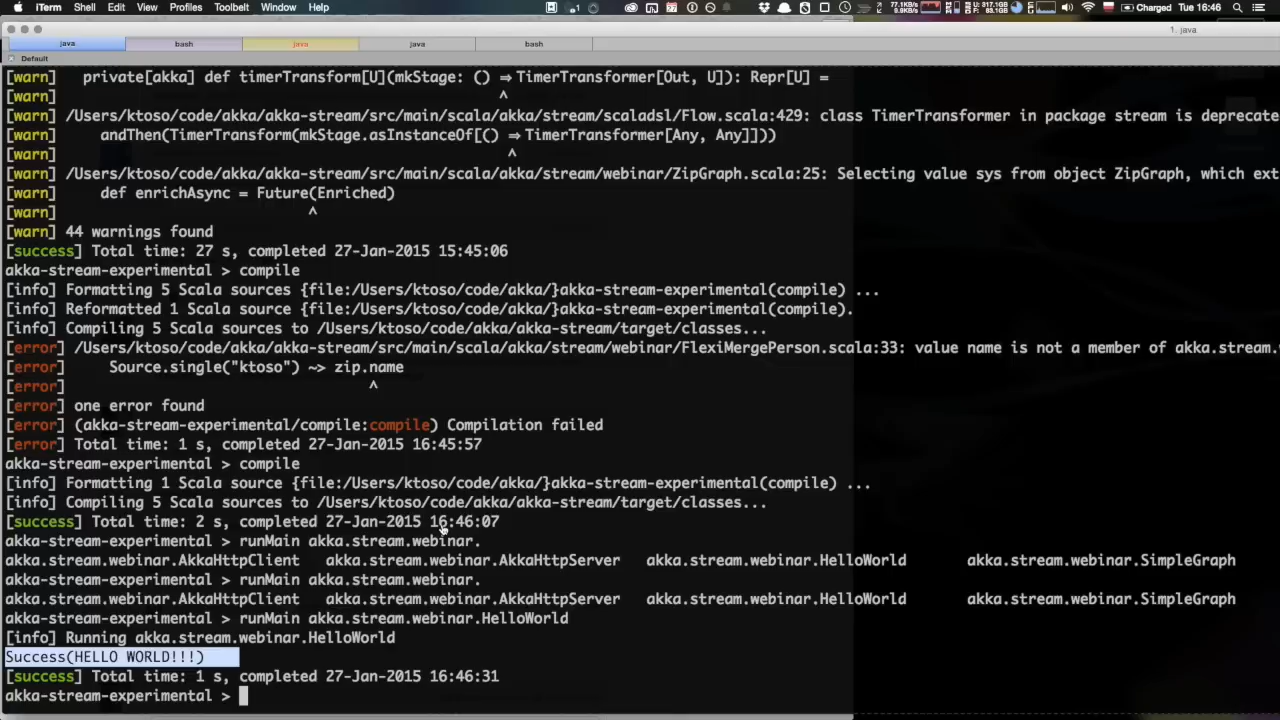 iTerm Shell Edit View Profiles Toolbelt Window Help 77.1KB 9.9KB U: 317.1GB F: 83.1GB Charged Tue 16:46
1. java
java bash java java bash
Default
[warn]   private[akka] def timerTransform[U](mkStage: () ⇒ TimerTransformer[Out, U]): Repr[U] =
[warn]   ^
[warn] /Users/ktoso/code/akka/akka-stream/src/main/scala/akka/stream/scaladsl/Flow.scala:429: class TimerTransformer in package stream is deprecate
[warn]     andThen(TimerTransform(mkStage.asInstanceOf[() ⇒ TimerTransformer[Any, Any]]))
[warn]   ^
[warn] /Users/ktoso/code/akka/akka-stream/src/main/scala/akka/stream/webinar/ZipGraph.scala:25: Selecting value sys from object ZipGraph, which ext
[warn]     def enrichAsync = Future(Enriched)
[warn]   ^
[warn] 44 warnings found
[success] Total time: 27 s, completed 27-Jan-2015 15:45:06
akka-stream-experimental > compile
[info] Formatting 5 Scala sources {file:/Users/ktoso/code/akka/}akka-stream-experimental(compile) ...
[info] Reformatted 1 Scala source {file:/Users/ktoso/code/akka/}akka-stream-experimental(compile).
[info] Compiling 5 Scala sources to /Users/ktoso/code/akka/akka-stream/target/classes...
[error] /Users/ktoso/code/akka/akka-stream/src/main/scala/akka/stream/webinar/FlexiMergePerson.scala:33: value name is not a member of akka.stream.
[error]     Source.single("ktoso") ~> zip.name
[error]   ^
[error] one error found
[error] (akka-stream-experimental/compile:compile) Compilation failed
[error] Total time: 1 s, completed 27-Jan-2015 16:45:57
akka-stream-experimental > compile
[info] Formatting 1 Scala source {file:/Users/ktoso/code/akka/}akka-stream-experimental(compile) ...
[info] Compiling 5 Scala sources to /Users/ktoso/code/akka/akka-stream/target/classes...
[success] Total time: 2 s, completed 27-Jan-2015 16:46:07
akka-stream-experimental > runMain akka.stream.webinar.
akka.stream.webinar.AkkaHttpClient   akka.stream.webinar.AkkaHttpServer   akka.stream.webinar.HelloWorld   akka.stream.webinar.SimpleGraph
akka-stream-experimental > runMain akka.stream.webinar.
akka.stream.webinar.AkkaHttpClient   akka.stream.webinar.AkkaHttpServer   akka.stream.webinar.HelloWorld   akka.stream.webinar.SimpleGraph
akka-stream-experimental > runMain akka.stream.webinar.HelloWorld
[info] Running akka.stream.webinar.HelloWorld
Success(HELLO WORLD!!!)
[success] Total time: 1 s, completed 27-Jan-2015 16:46:31
akka-stream-experimental >